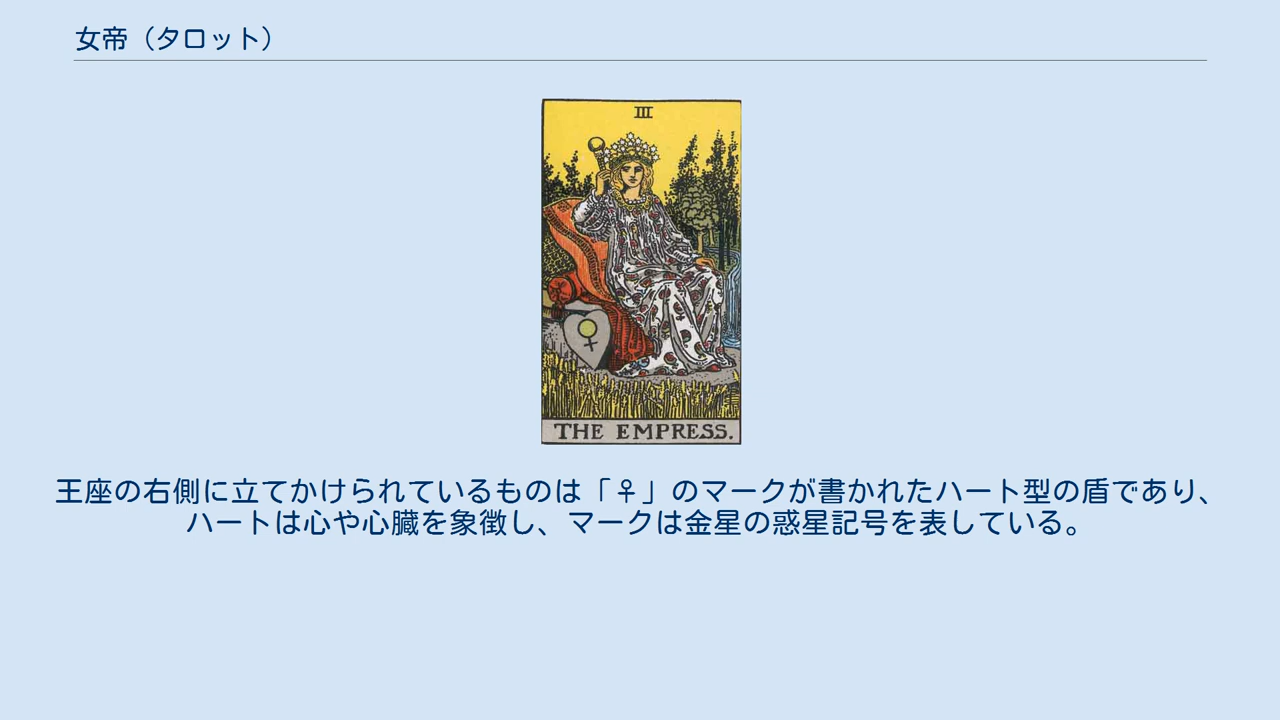 女帝（タロット）
III
THE EMPRESS.
王座の右側に立てかけられているものは「♀」のマークが書かれたハート型の盾であり、
ハートは心や心臓を象徴し、マークは金星の惑星記号を表している。